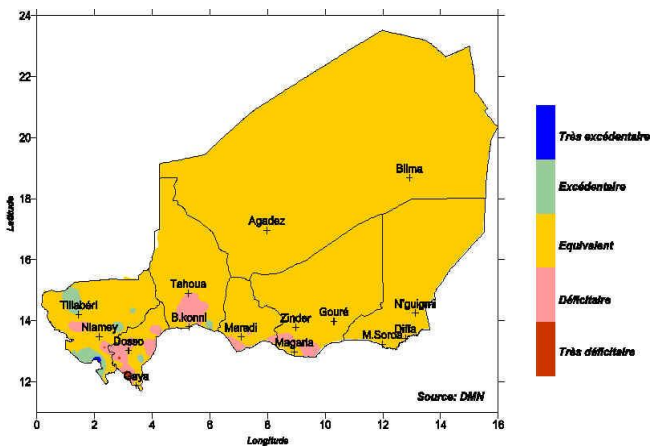 24
22
20
18
16
14
12
Latitude
0 2 4 6 8 10 12 14 16
Longitude
Bilma
Agadez
Tahoua
Tillabéri
N'guigmi
Zinder Gouré
Niamey B.konni Maradi Diffa
Dosso M.Soroa
Magaria
Gaya
Source: DMN
Très excédentaire
Excédentaire
Equivalent
Déficitaire
Très déficitaire